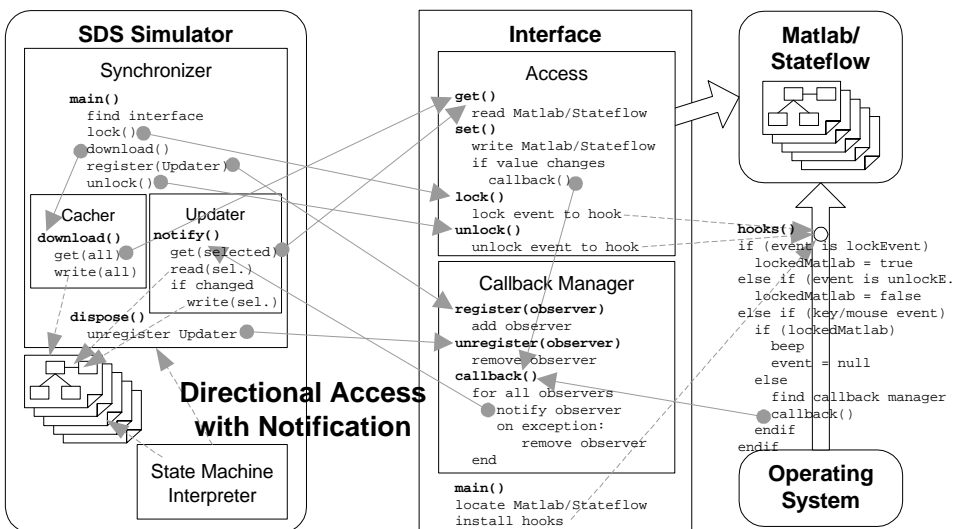 SDS Simulator
Synchronizer
main()
find interface
lock()
download()
register(Updater)
unlock()
Cacher
download()
get(all)
write(all)
Updater
notify()
get(selected)
read(sel.)
if changed
write(sel.)
dispose()
unregister Updater
Directional Access
with Notification
State Machine
Interpreter
Interface
Access
get()
read Matlab/Stateflow
set()
write Matlab/Stateflow
if value changes
callback()
lock()
lock event to hook
unlock()
unlock event to hook
Callback Manager
register(observer)
add observer
unregister(observer)
remove observer
callback()
for all observers
notify observer
on exception:
remove observer
end
main()
locate Matlab/Stateflow
install hooks
Matlab/
Stateflow
hooks()
if (event is lockEvent)
lockedMatlab = true
else if (event is unlockE.
lockedMatlab = false
else if (key/mouse event)
if (lockedMatlab)
beep
event = null
else
find callback manager
callback()
endif
endif
Operating
System